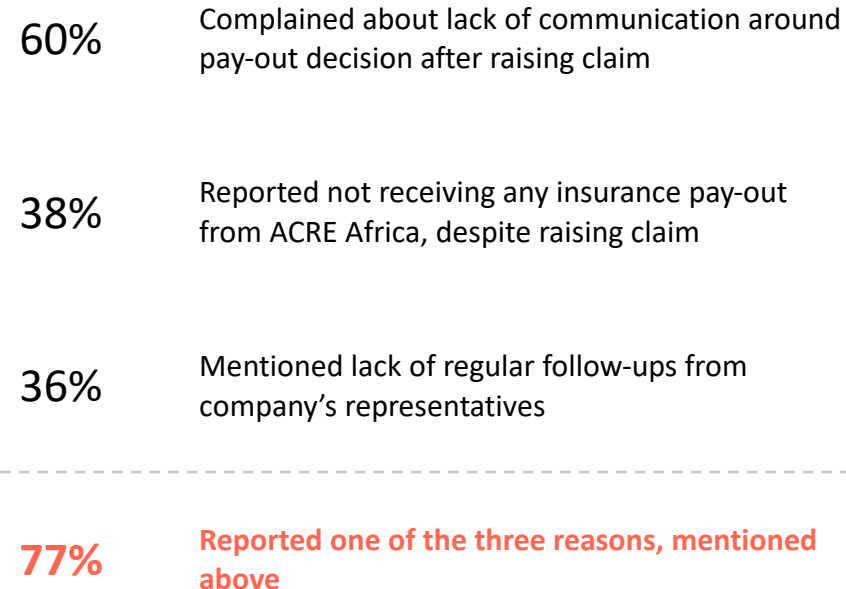 60%
Complained about lack of communication around
pay-out decision after raising claim
38%
Reported not receiving any insurance pay-out
from ACRE Africa, despite raising claim
36%
Mentioned lack of regular follow-ups from
company’s representatives
77%
Reported one of the three reasons, mentioned
above